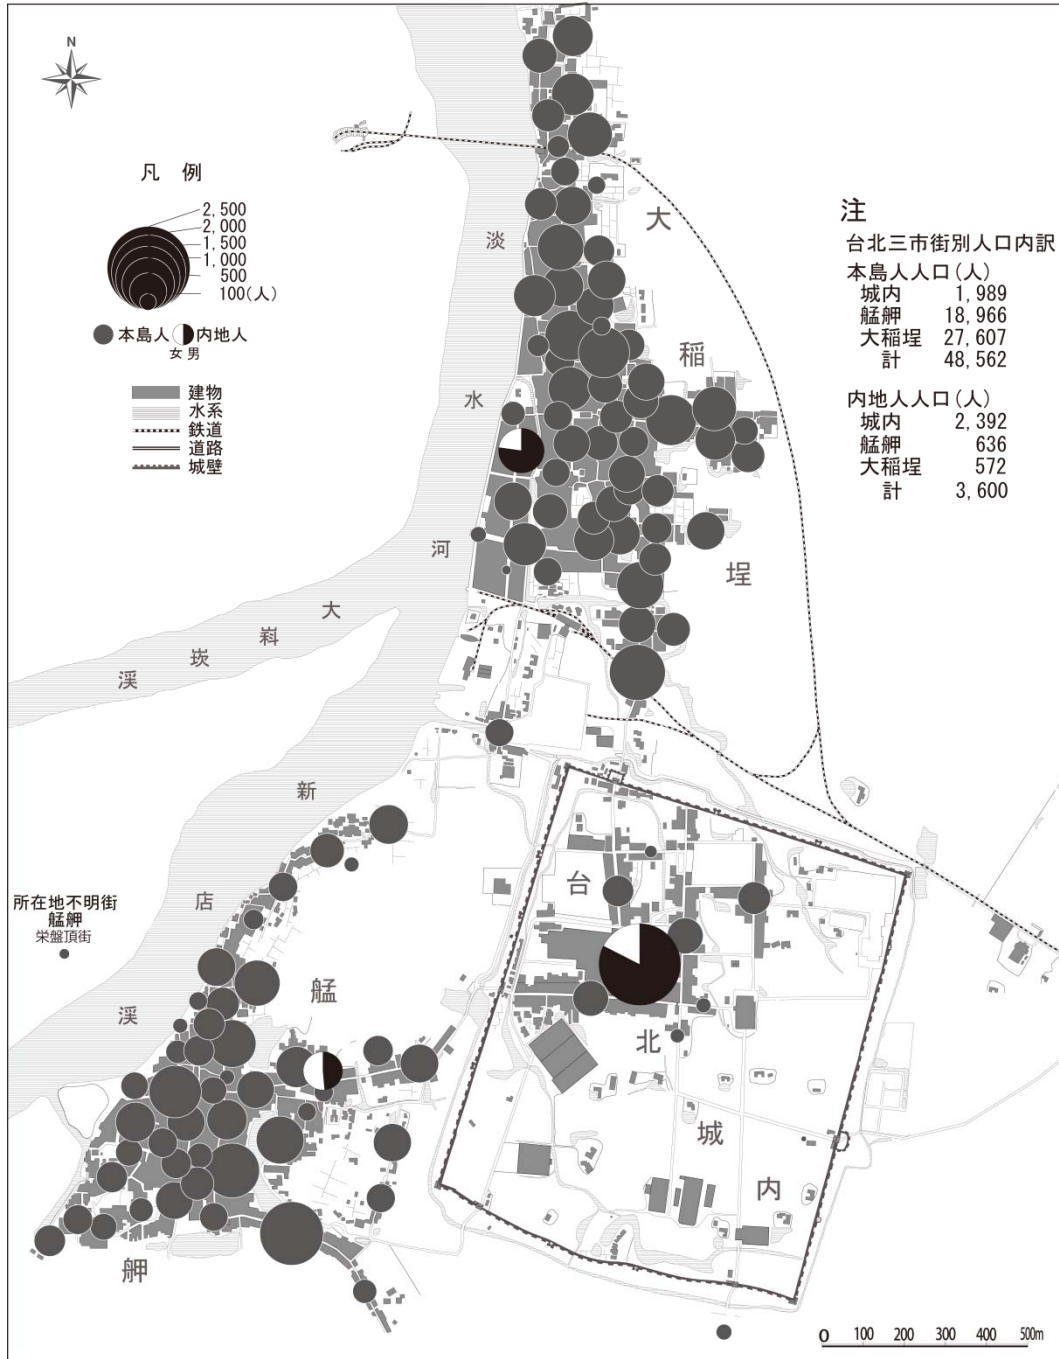 N
凡 例
2,500
2,000
1,500
1,000
500
100(人)
本島人 内地人
女 男
建物
水系
鉄道
道路
城壁
注
台北三市街別人口内訳
本島人人口(人)
城内 1,989
艋舺 18,966
大稲埕 27,607
計 48,562
内地人人口(人)
城内 2,392
艋舺 636
大稲埕 572
計 3,600
大
稲
埕
淡
水
河
大
嵙
崁
溪
新
店
溪
所在地不明街
艋舺
栄盤頂街
艋
舺
台
北
城
内
0 100 200 300 400 500m